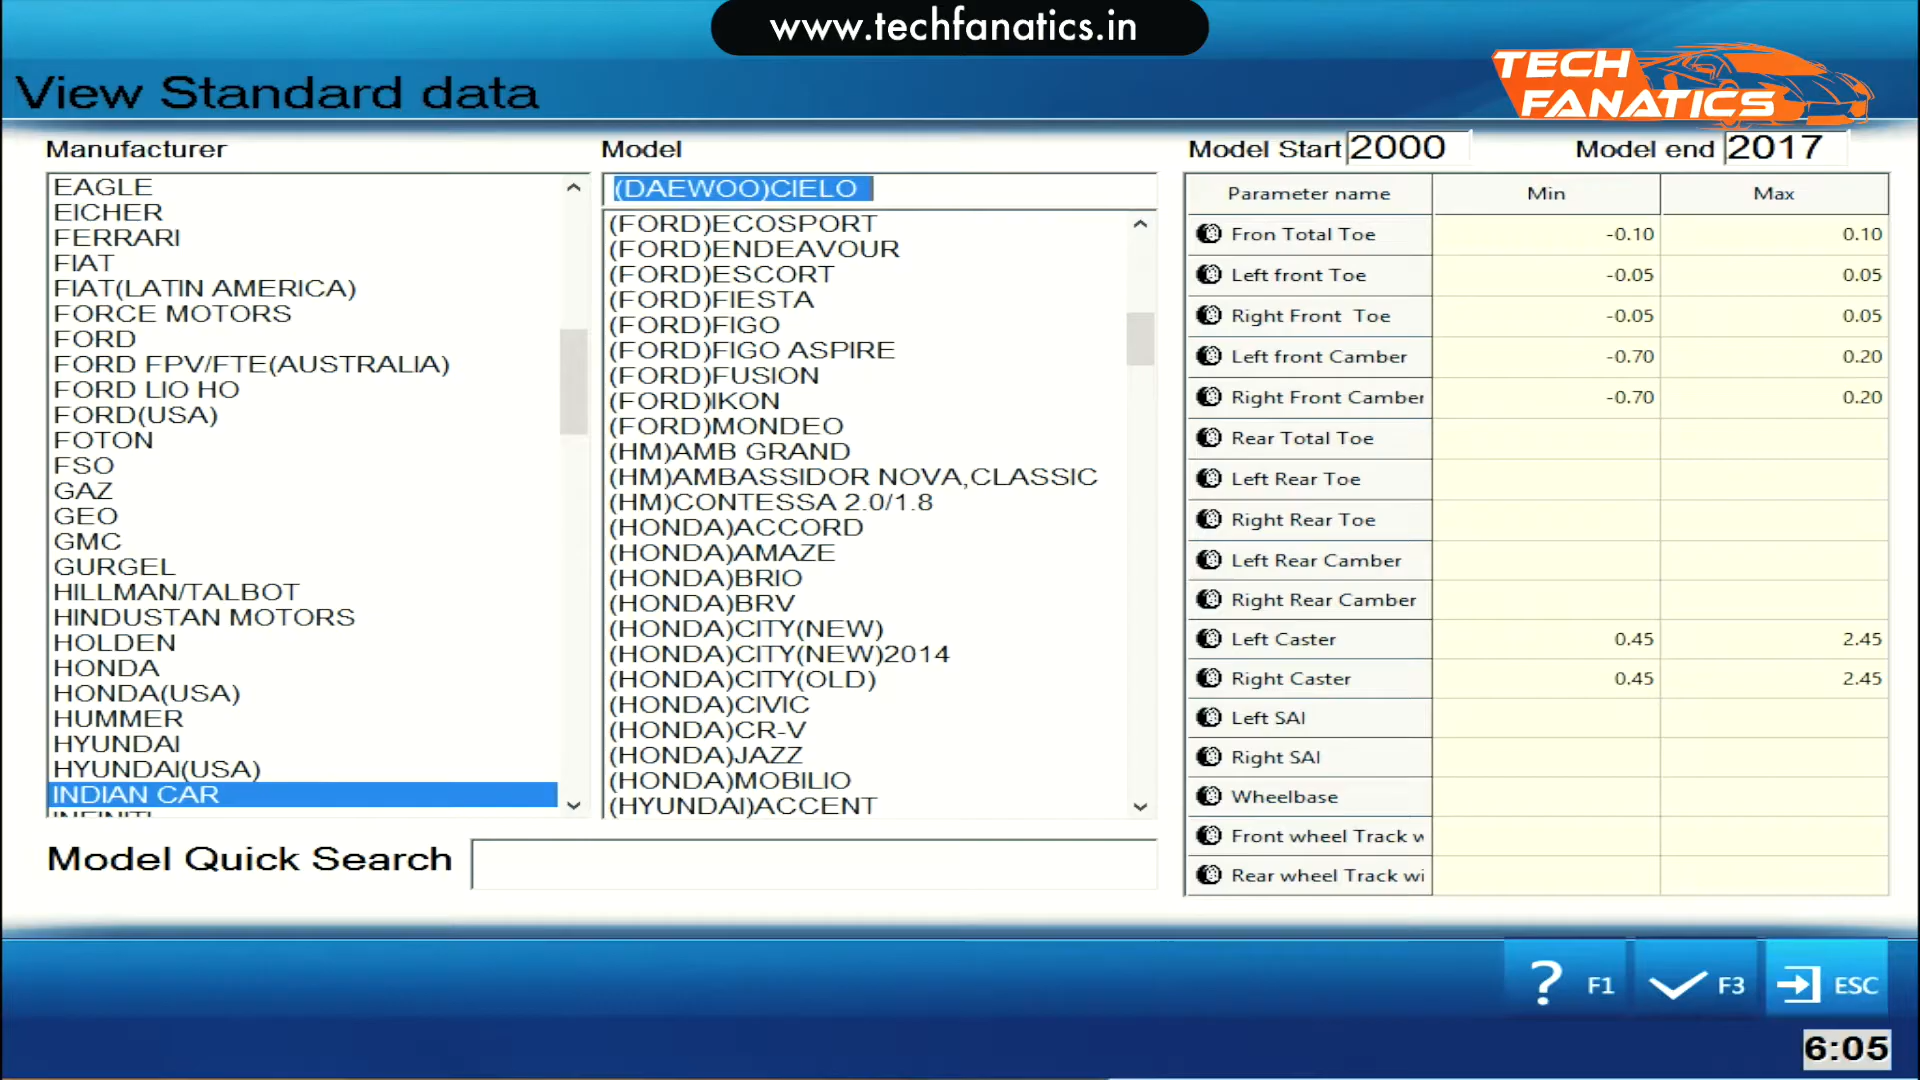 www.techfanatics.in
TECH
FANATICS
View Standard data
Manufacturer
EAGLE
EICHER
FERRARI
FIAT
FIAT(LATIN AMERICA)
FORCE MOTORS
FORD
FORD FPV/FTE(AUSTRALIA)
FORD LIO HO
FORD(USA)
FOTON
FSO
GAZ
GEO
GMC
GURGEL
HILLMAN/TALBOT
HINDUSTAN MOTORS
HOLDEN
HONDA
HONDA(USA)
HUMMER
HYUNDAI
HYUNDAI(USA)
INDIAN CAR
Model
(DAEWOO)CIELO
(FORD)ECOSPORT
(FORD)ENDEAVOUR
(FORD)ESCORT
(FORD)FIESTA
(FORD)FIGO
(FORD)FIGO ASPIRE
(FORD)FUSION
(FORD)IKON
(FORD)MONDEO
(HM)AMB GRAND
(HM)AMBASSIDOR NOVA,CLASSIC
(HM)CONTESSA 2.0/1.8
(HONDA)ACCORD
(HONDA)AMAZE
(HONDA)BRIO
(HONDA)BRV
(HONDA)CITY(NEW)
(HONDA)CITY(NEW)2014
(HONDA)CITY(OLD)
(HONDA)CIVIC
(HONDA)CR-V
(HONDA)JAZZ
(HONDA)MOBILIO
(HYUNDAI)ACCENT
Model Start 2000 Model end 2017
Parameter name Min Max
Fron Total Toe -0.10 0.10
Left front Toe -0.05 0.05
Right Front Toe -0.05 0.05
Left front Camber -0.70 0.20
Right Front Camber -0.70 0.20
Rear Total Toe
Left Rear Toe
Right Rear Toe
Left Rear Camber
Right Rear Camber
Left Caster 0.45 2.45
Right Caster 0.45 2.45
Left SAI
Right SAI
Wheelbase
Front wheel Track w
Rear wheel Track wi
Model Quick Search
? F1 F3 ESC
6:05